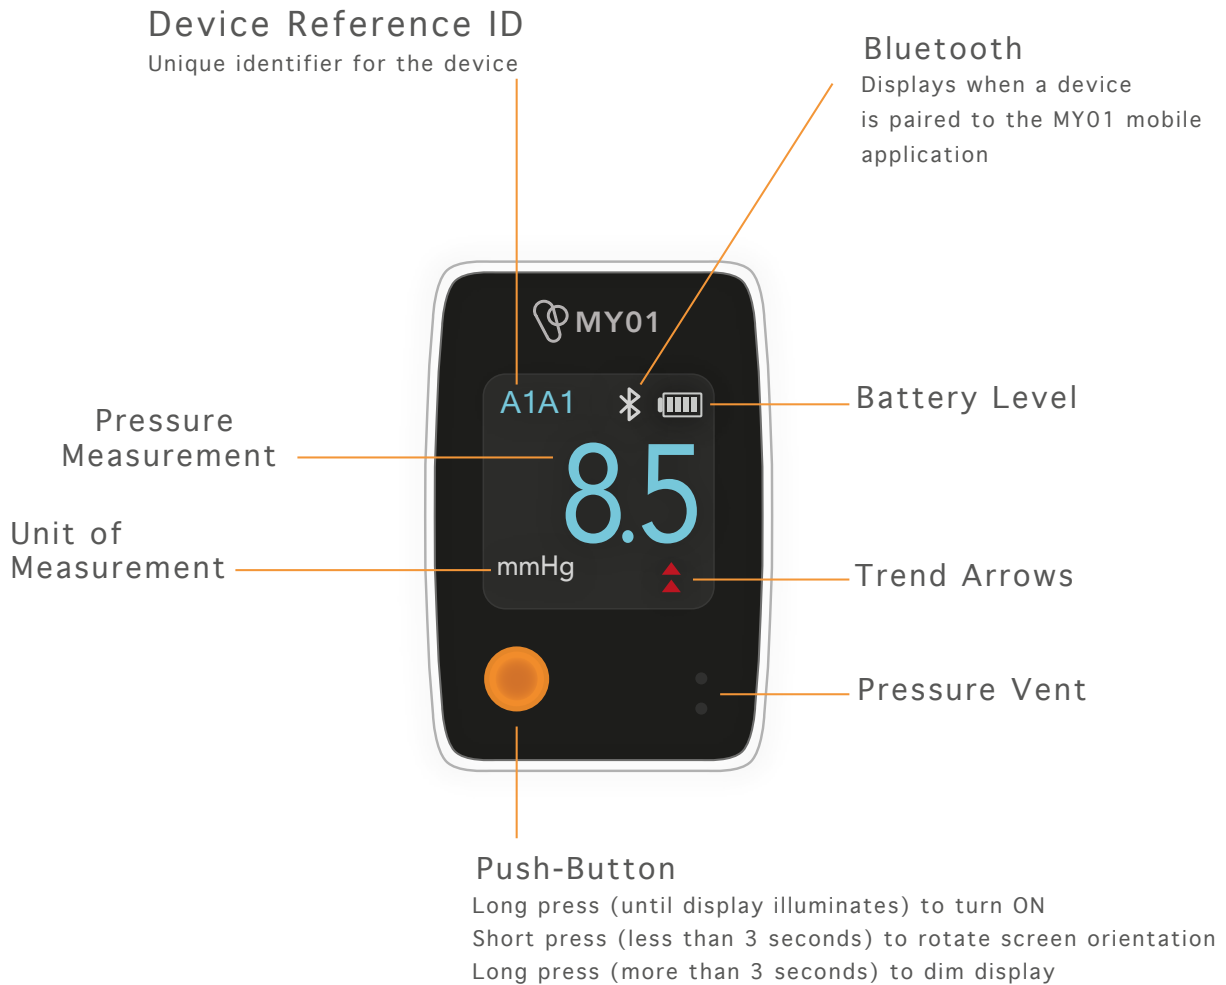 Device Reference ID
Unique identifier for the device
Bluetooth
Displays when a device
is paired to the MY01 mobile
application
MY01
A1A1
Battery Level
Pressure
Measurement
8.5
Unit of
Measurement
mmHg
Trend Arrows
Pressure Vent
Push-Button
Long press (until display illuminates) to turn ON
Short press (less than 3 seconds) to rotate screen orientation
Long press (more than 3 seconds) to dim display